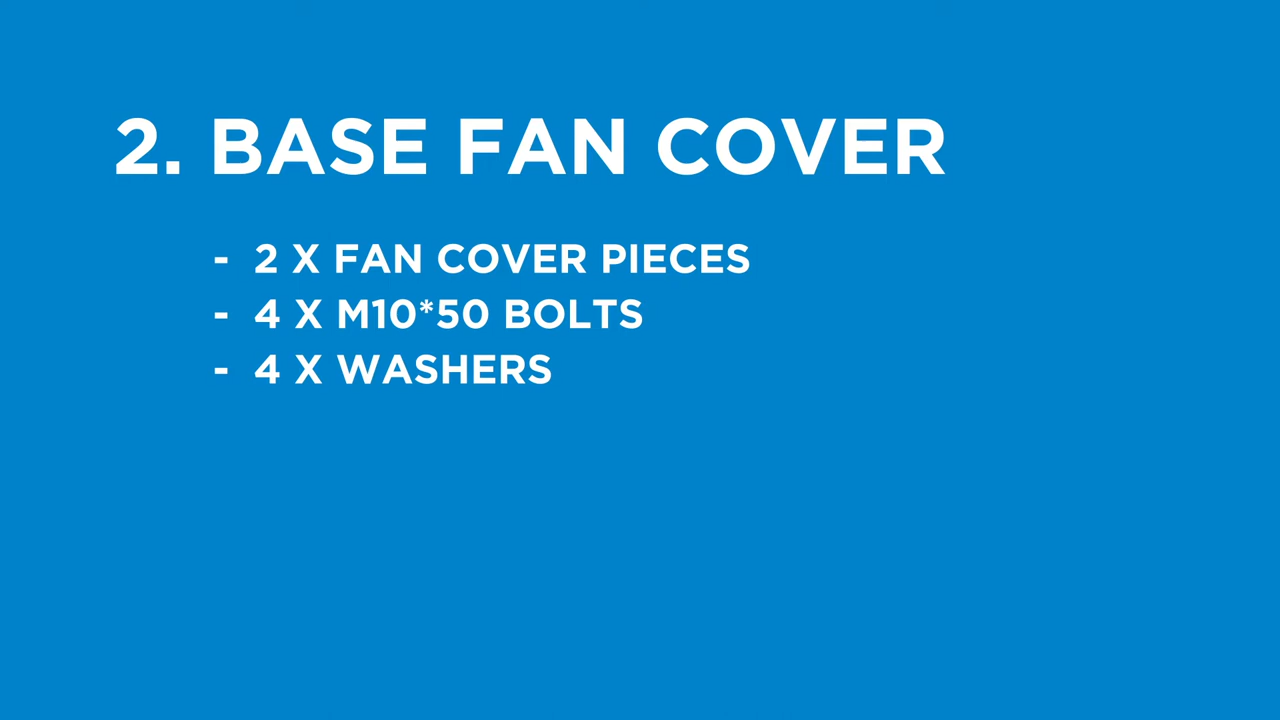 2. BASE FAN COVER
- 2 X FAN COVER PIECES
- 4 X M10*50 BOLTS
- 4 X WASHERS